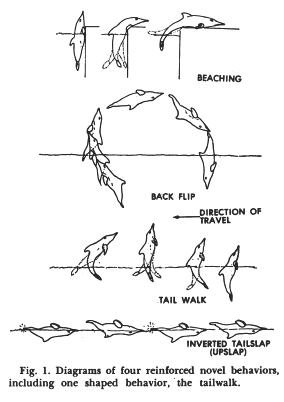 BEACHING
BACK FLIP
DIRECTION OF
TRAVEL
TAIL WALK
INVERTED TAILSLAP
(UPSLAP)
Fig. 1. Diagrams of four reinforced novel behaviors,
including one shaped behavior, the tailwalk.